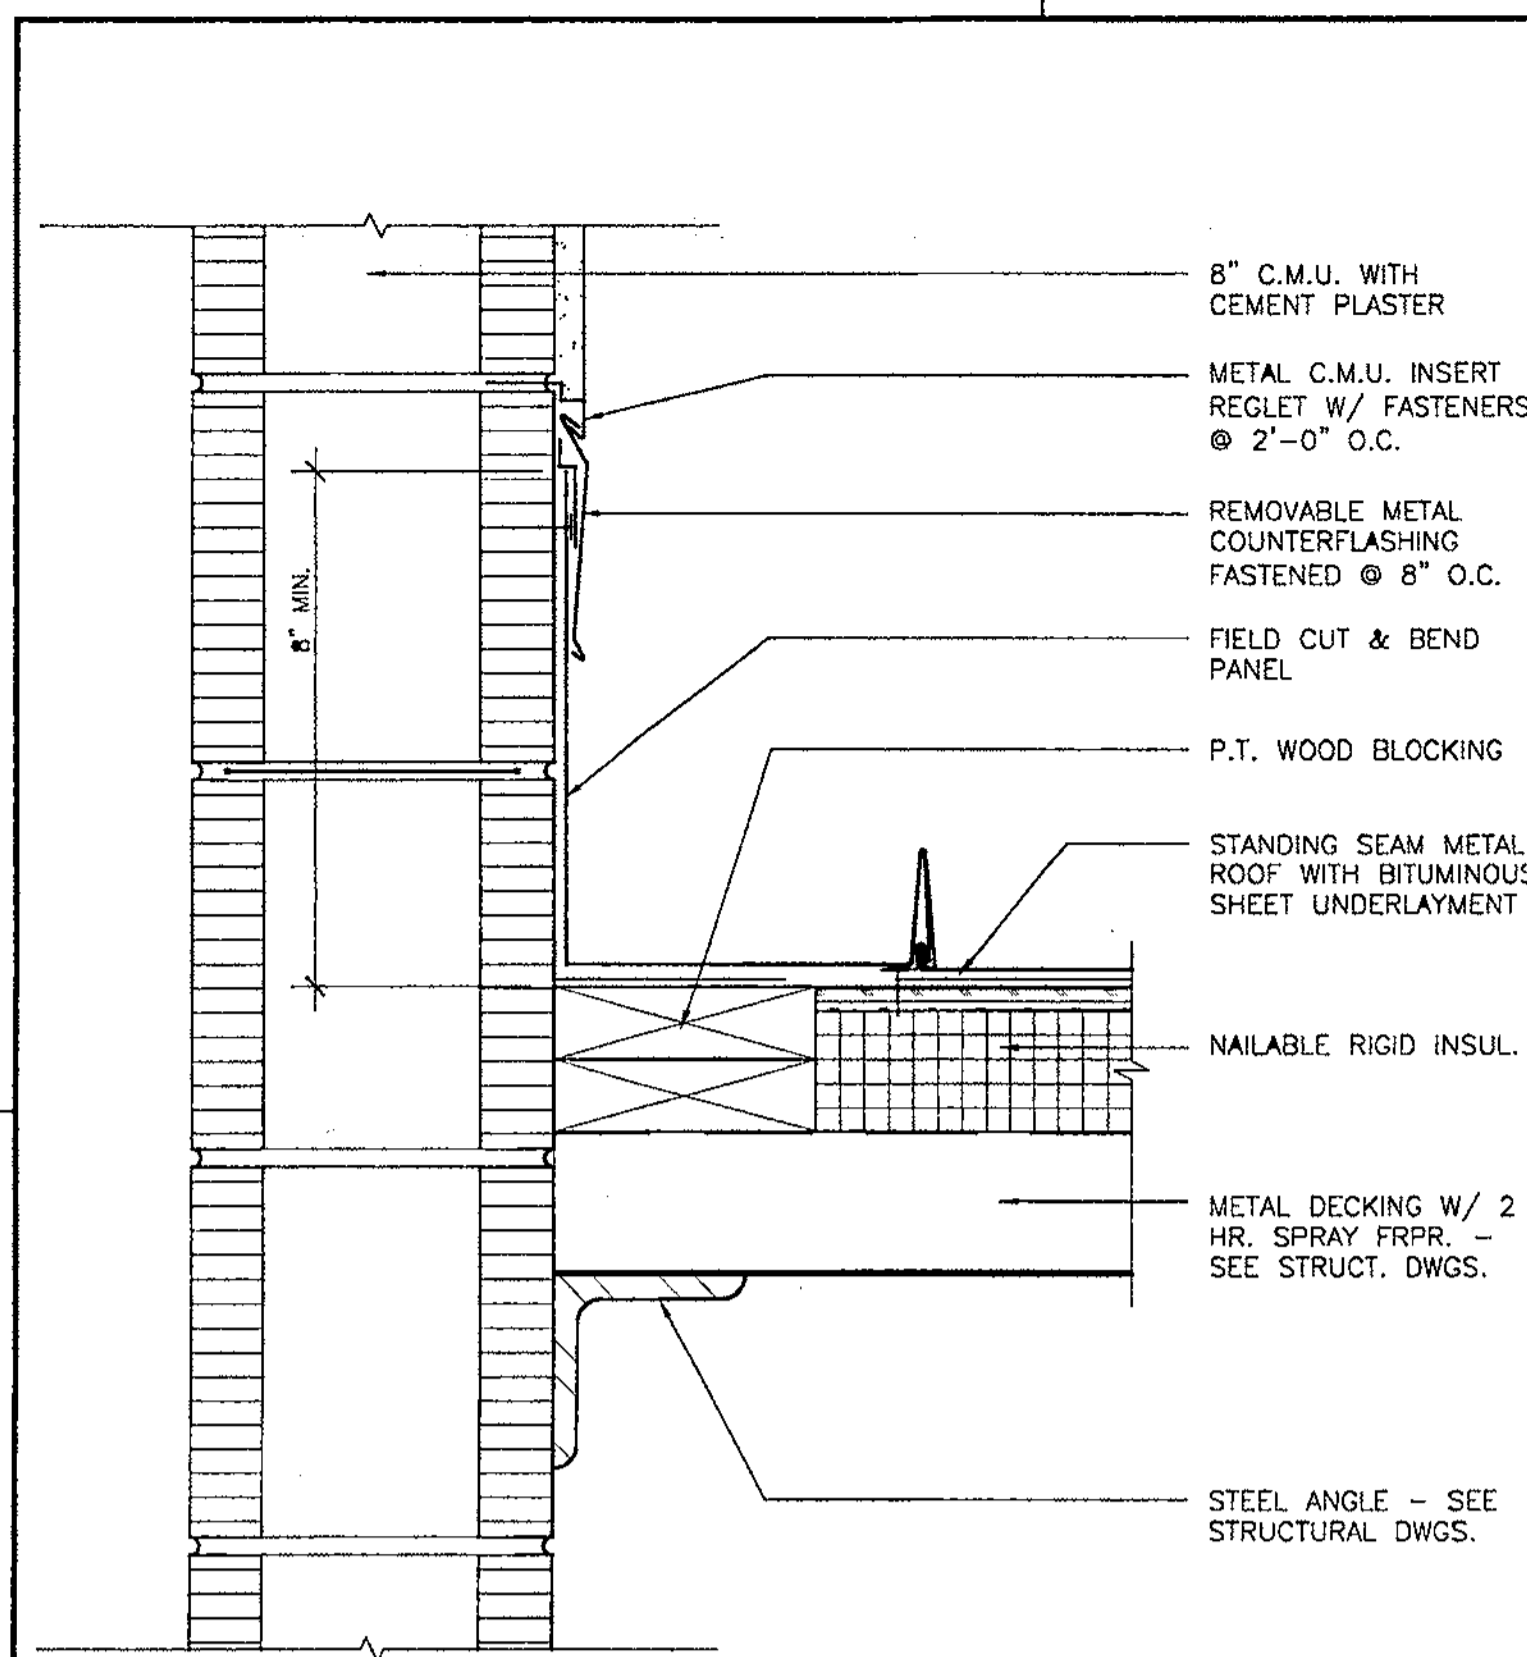 8" C.M.U. WITH
CEMENT PLASTER
METAL C.M.U. INSERT
REGLET W/ FASTENERS
@ 2'-0" O.C.
REMOVABLE METAL
COUNTERFLASHING
FASTENED @ 8" O.C.
8" MIN.
FIELD CUT & BEND
PANEL
P.T. WOOD BLOCKING
STANDING SEAM METAL
ROOF WITH BITUMINOUS
SHEET UNDERLAYMENT
NAILABLE RIGID INSUL.
METAL DECKING W/ 2
HR. SPRAY FRPR. -
SEE STRUCT. DWGS.
STEEL ANGLE - SEE
STRUCTURAL DWGS.